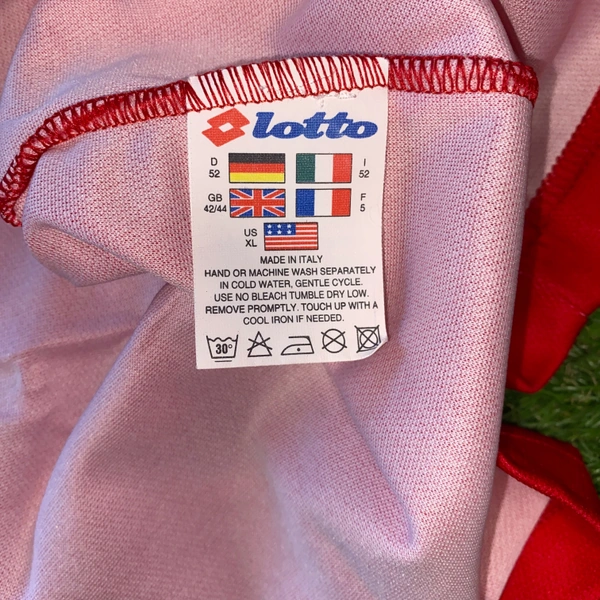 lotto
D 52 I 52
GB 42/44 F 5
US XL
MADE IN ITALY
HAND OR MACHINE WASH SEPARATELY
IN COLD WATER, GENTLE CYCLE.
USE NO BLEACH TUMBLE DRY LOW.
REMOVE PROMPTLY. TOUCH UP WITH A
COOL IRON IF NEEDED.
30°